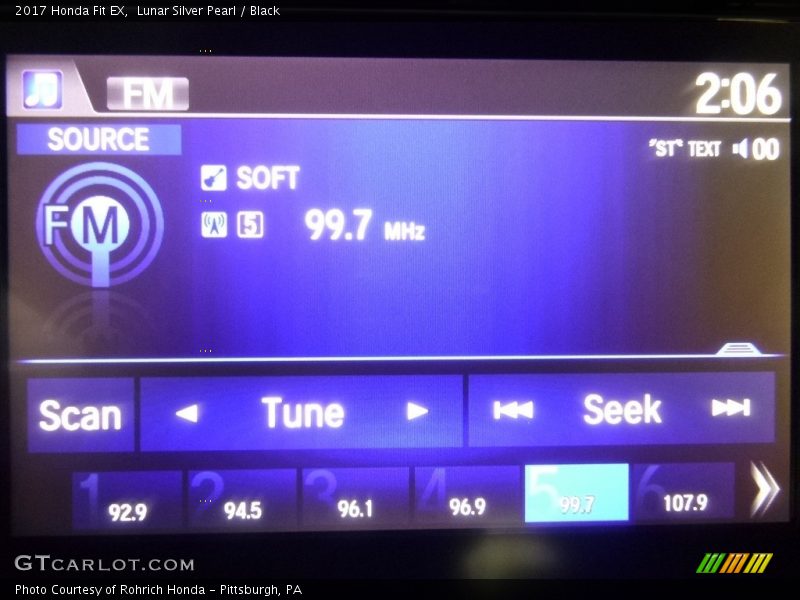 2017 Honda Fit EX,  Lunar Silver Pearl / Black
FM
2:06
SOURCE
"ST" TEXT 00
SOFT
FM
5 99.7 MHz
Scan Tune Seek
1 92.9 2 94.5 3 96.1 4 96.9 5 99.7 6 107.9
GTCARLOT.COM
Photo Courtesy of Rohrich Honda - Pittsburgh, PA